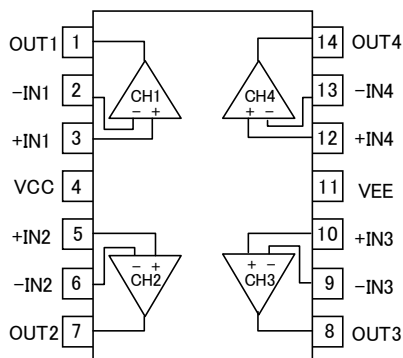 OUT1 1 14 OUT4
-IN1 2 CH1 CH4 13 -IN4
- + + -
+IN1 3 12 +IN4
VCC 4 11 VEE
+IN2 5 10 +IN3
- + + -
-IN2 6 CH2 CH3 9 -IN3
OUT2 7 8 OUT3